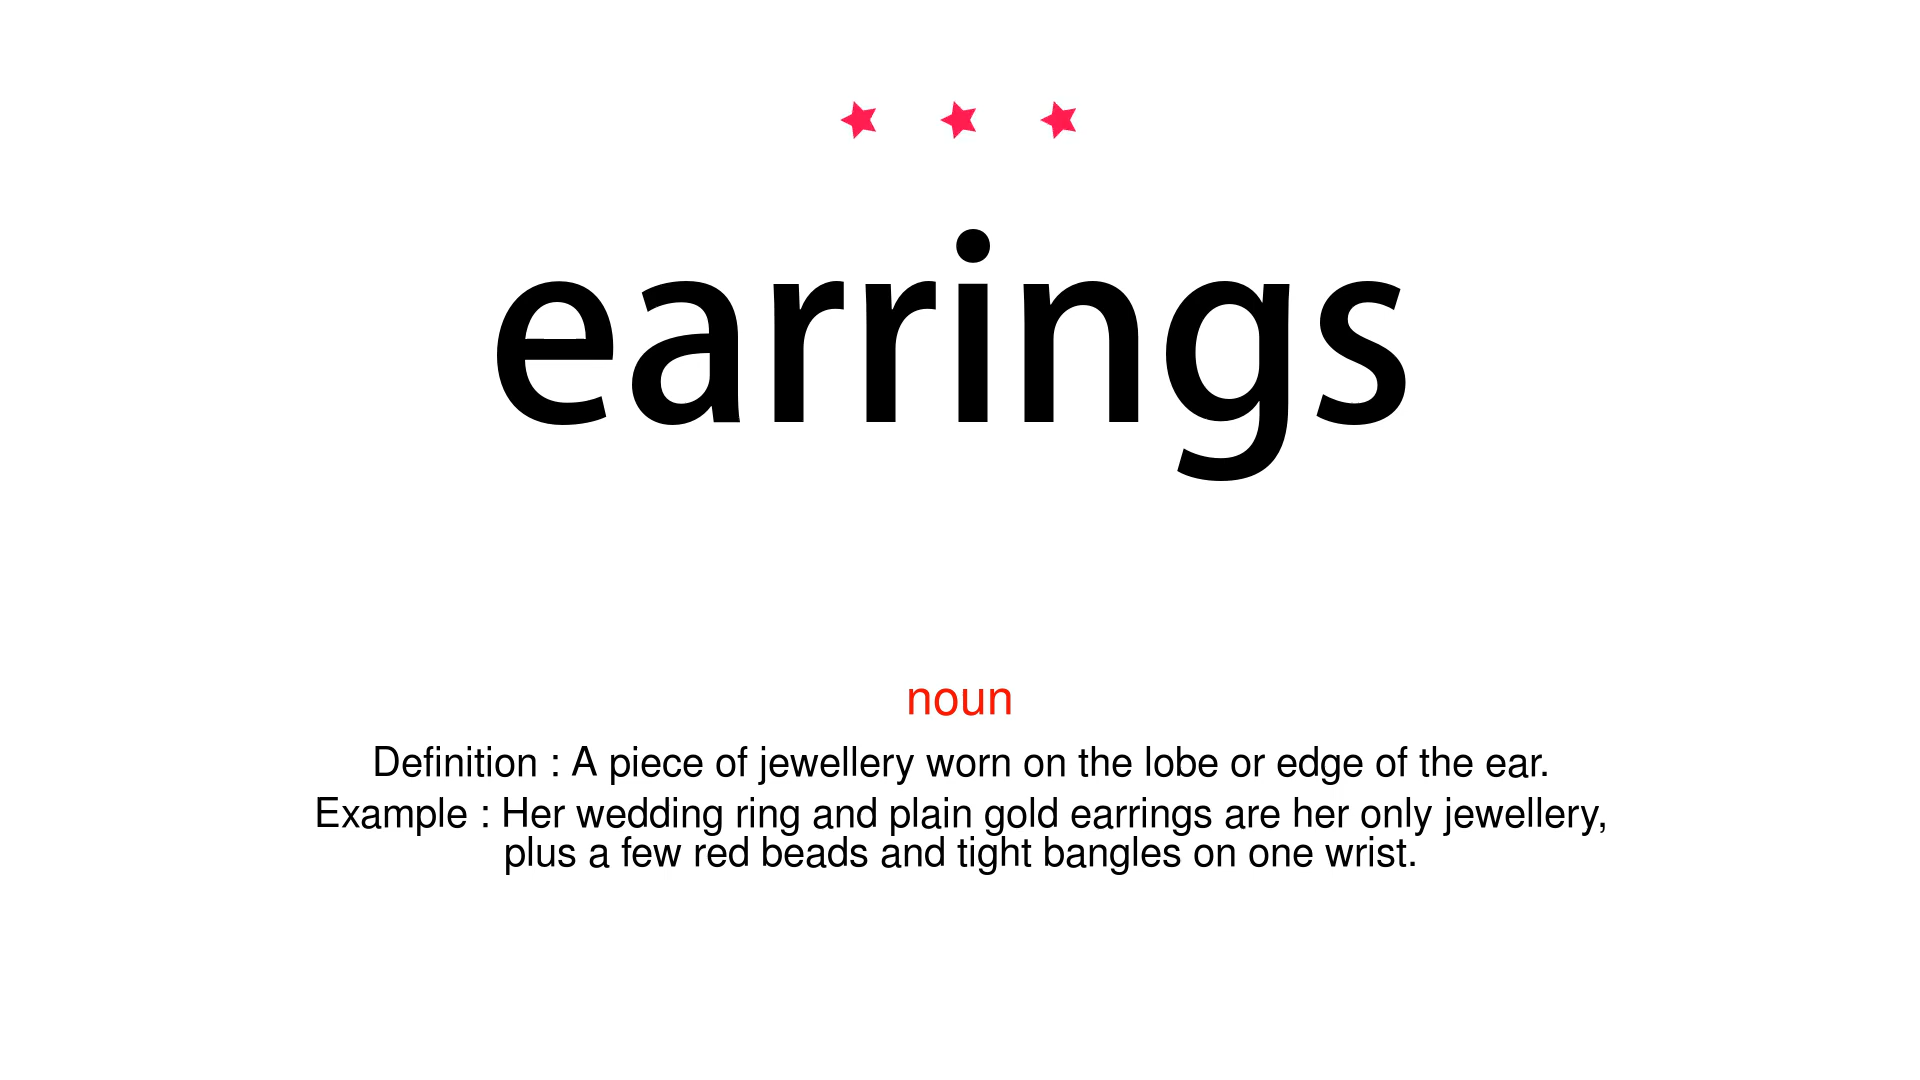 earrings
noun
Definition : A piece of jewellery worn on the lobe or edge of the ear.
Example : Her wedding ring and plain gold earrings are her only jewellery,
plus a few red beads and tight bangles on one wrist.